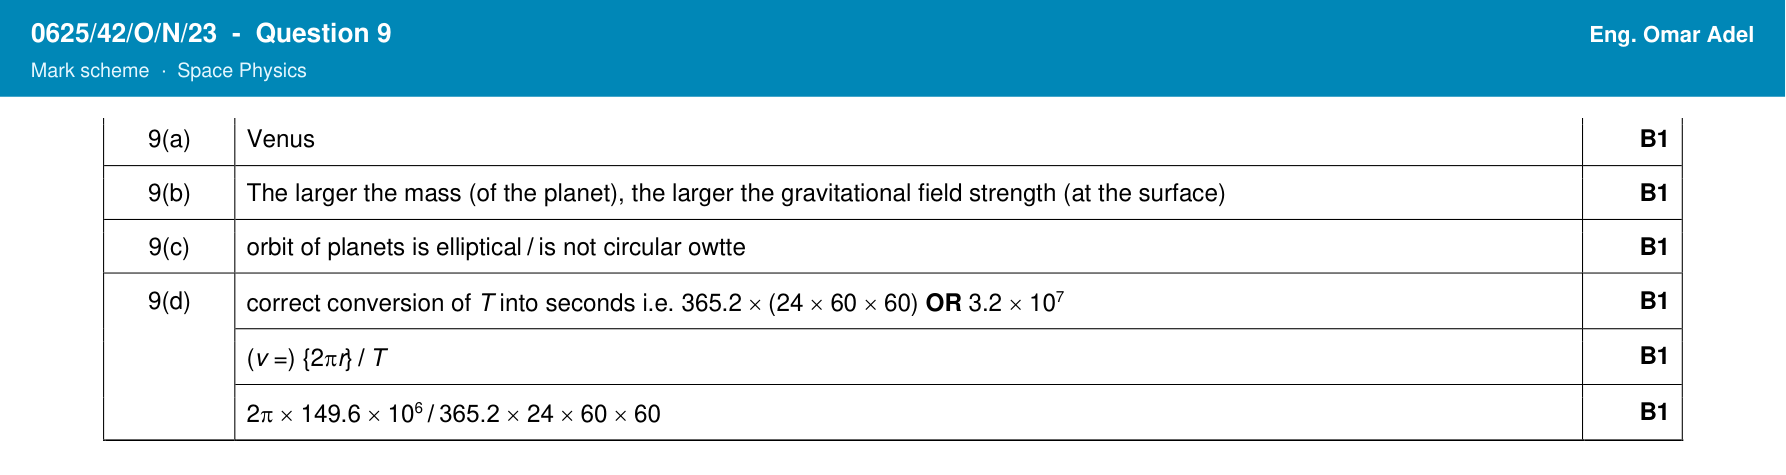 0625/42/O/N/23 - Question 9
Eng. Omar Adel
Mark scheme · Space Physics
9(a) Venus B1
9(b) The larger the mass (of the planet), the larger the gravitational field strength (at the surface) B1
9(c) orbit of planets is elliptical / is not circular owtte B1
9(d) correct conversion of T into seconds i.e. 365.2 × (24 × 60 × 60) OR 3.2 × 10⁷ B1
(v =) {2πr} / T B1
2π × 149.6 × 10⁶ / 365.2 × 24 × 60 × 60 B1